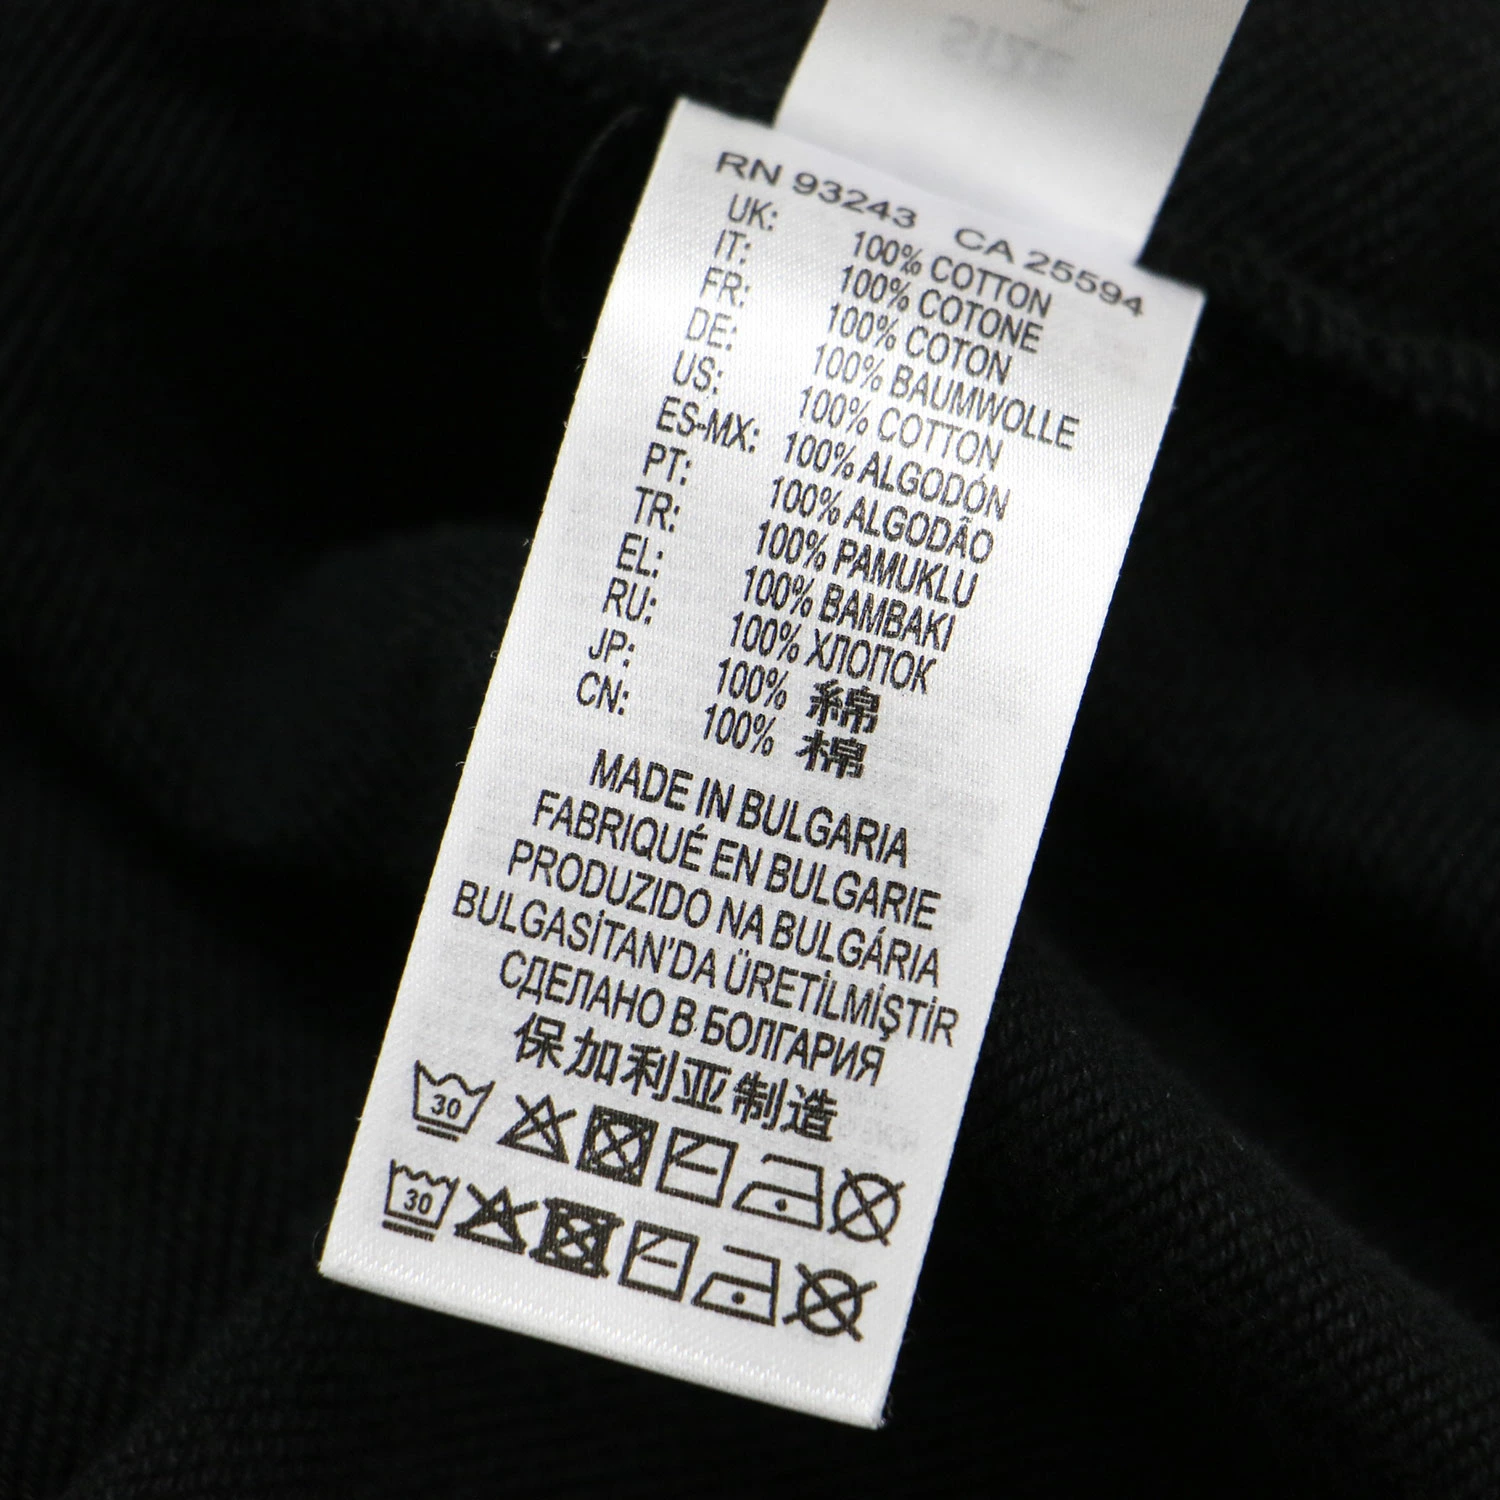 Size
RN 93243 CA 25594
UK: 100% COTTON
IT: 100% COTONE
FR: 100% COTON
DE: 100% BAUMWOLLE
US: 100% COTTON
ES-MX: 100% ALGODÓN
PT: 100% ALGODÃO
TR: 100% PAMUKLU
EL: 100% BAMBAKI
RU: 100% ХЛОПОК
JP: 100% 綿
CN: 100% 棉
MADE IN BULGARIA
FABRIQUÉ EN BULGARIE
PRODUZIDO NA BULGÁRIA
BULGASİTAN'DA ÜRETİLMİŞTİR
СДЕЛАНО В БОЛГАРИЯ
保加利亚制造
30
30